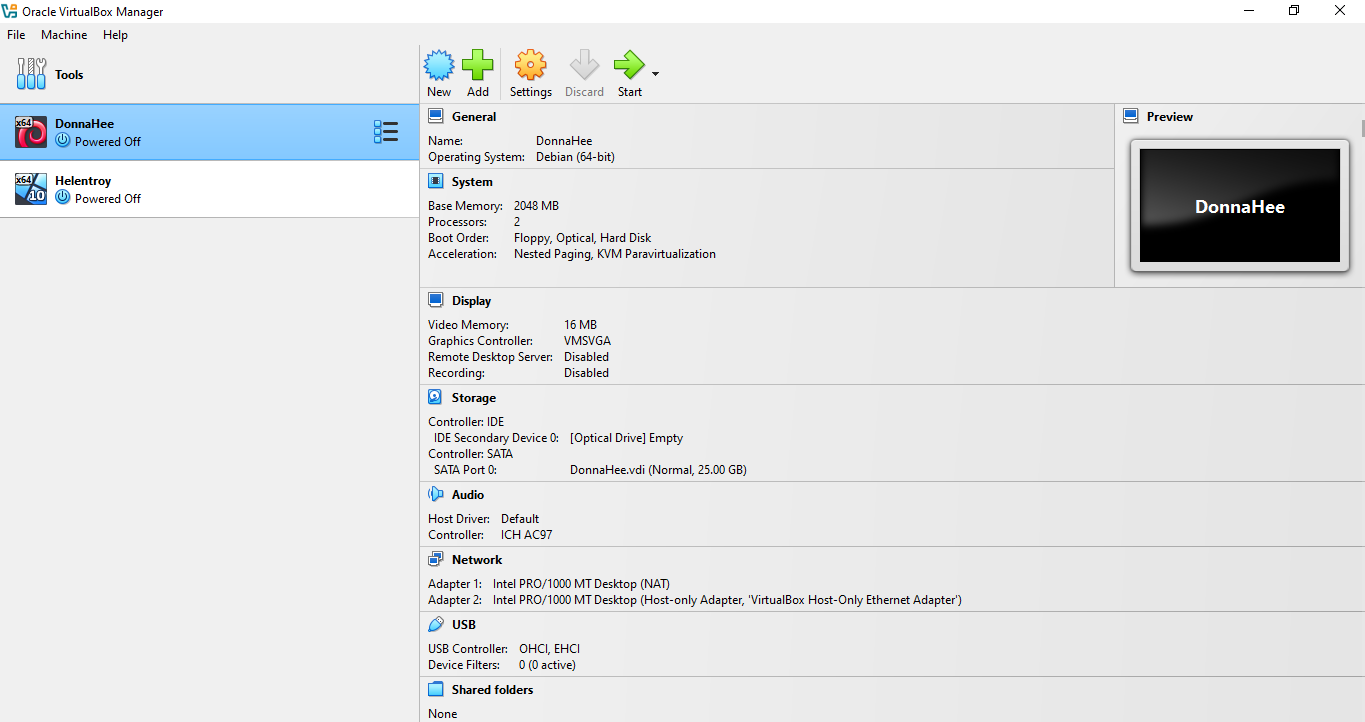 Oracle VirtualBox Manager
File Machine Help
Tools
New Add Settings Discard Start
x64 DonnaHee
Powered Off
x64 10 Helentroy
Powered Off
General
Name: DonnaHee
Operating System: Debian (64-bit)
System
Base Memory: 2048 MB
Processors: 2
Boot Order: Floppy, Optical, Hard Disk
Acceleration: Nested Paging, KVM Paravirtualization
Preview
DonnaHee
Display
Video Memory: 16 MB
Graphics Controller: VMSVGA
Remote Desktop Server: Disabled
Recording: Disabled
Storage
Controller: IDE
IDE Secondary Device 0: [Optical Drive] Empty
Controller: SATA
SATA Port 0: DonnaHee.vdi (Normal, 25.00 GB)
Audio
Host Driver: Default
Controller: ICH AC97
Network
Adapter 1: Intel PRO/1000 MT Desktop (NAT)
Adapter 2: Intel PRO/1000 MT Desktop (Host-only Adapter, 'VirtualBox Host-Only Ethernet Adapter')
USB
USB Controller: OHCI, EHCI
Device Filters: 0 (0 active)
Shared folders
None